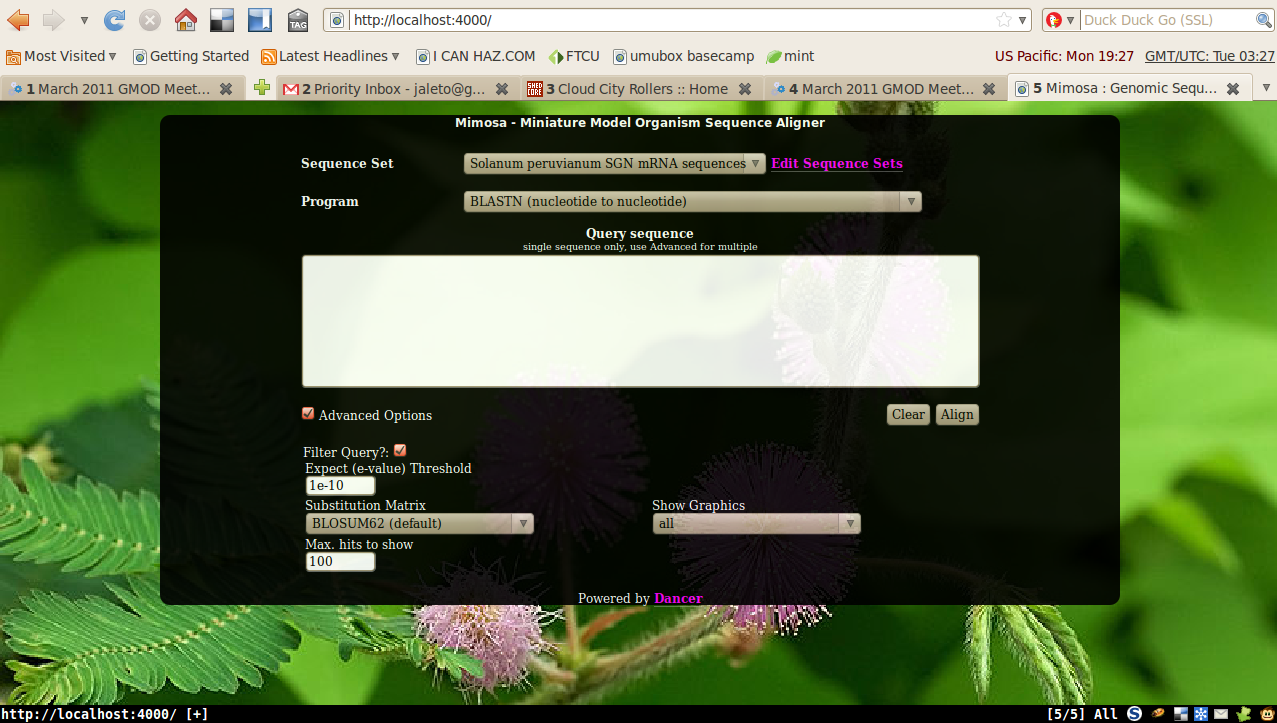 TAG
http://localhost:4000/
Duck Duck Go (SSL)
Most Visited Getting Started Latest Headlines I CAN HAZ.COM FTCU umubox basecamp mint US Pacific: Mon 19:27 GMT/UTC: Tue 03:27
1 March 2011 GMOD Meet... 2 Priority Inbox - jaleto@g... 3 Cloud City Rollers :: Home 4 March 2011 GMOD Meet... 5 Mimosa : Genomic Sequ...
Mimosa - Miniature Model Organism Sequence Aligner
Sequence Set Solanum peruvianum SGN mRNA sequences Edit Sequence Sets
Program BLASTN (nucleotide to nucleotide)
Query sequence
single sequence only, use Advanced for multiple
Advanced Options Clear Align
Filter Query?:
Expect (e-value) Threshold
1e-10
Substitution Matrix Show Graphics
BLOSUM62 (default) all
Max. hits to show
100
Powered by Dancer
http://localhost:4000/ [+] [5/5] All